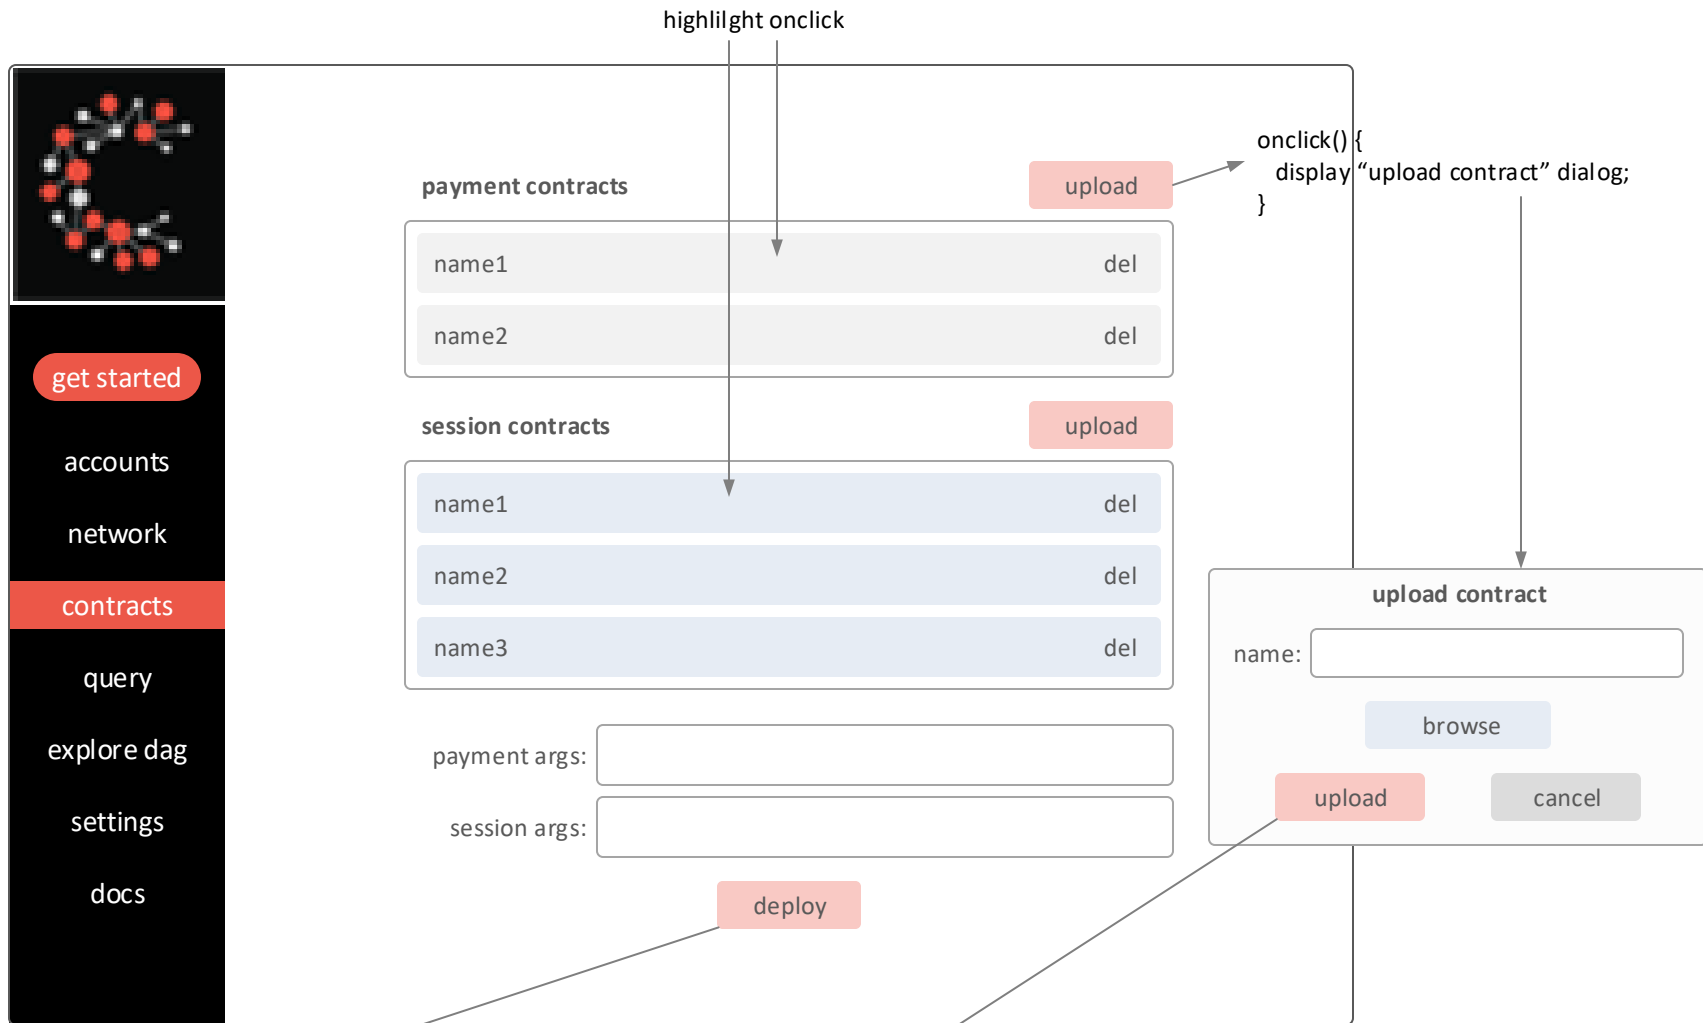 highlilght onclick
onclick() {
display “upload contract” dialog;
}
payment contracts
upload
name1
del
name2
del
get started
accounts
network
contracts
query
explore dag
settings
docs
session contracts
upload
name1
del
name2
del
name3
del
payment args:
session args:
deploy
upload contract
name:
browse
upload
cancel